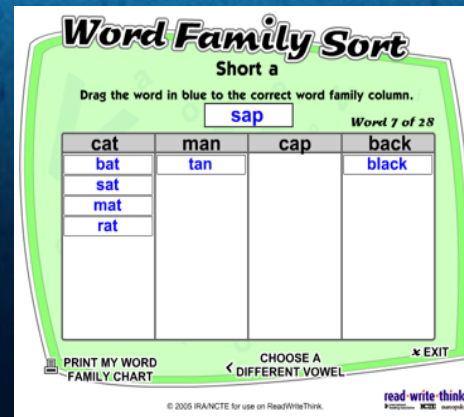 Word Family Sort
Short a
Drag the word in blue to the correct word family column.
sap
Word 7 of 28
cat man cap back
bat tan black
sat
mat
rat
PRINT MY WORD
FAMILY CHART
CHOOSE A
DIFFERENT VOWEL
x EXIT
© 2005 IRA/NCTE for use on ReadWriteThink.
read·write·think